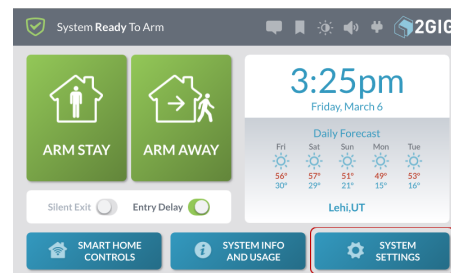 System Ready To Arm
2GIG
ARM STAY
ARM AWAY
Silent Exit
Entry Delay
3:25pm
Friday, March 6
Daily Forecast
Fri Sat Sun Mon Tue
56° 57° 51° 49° 53°
30° 29° 21° 15° 16°
Lehi,UT
SMART HOME
CONTROLS
SYSTEM INFO
AND USAGE
SYSTEM
SETTINGS